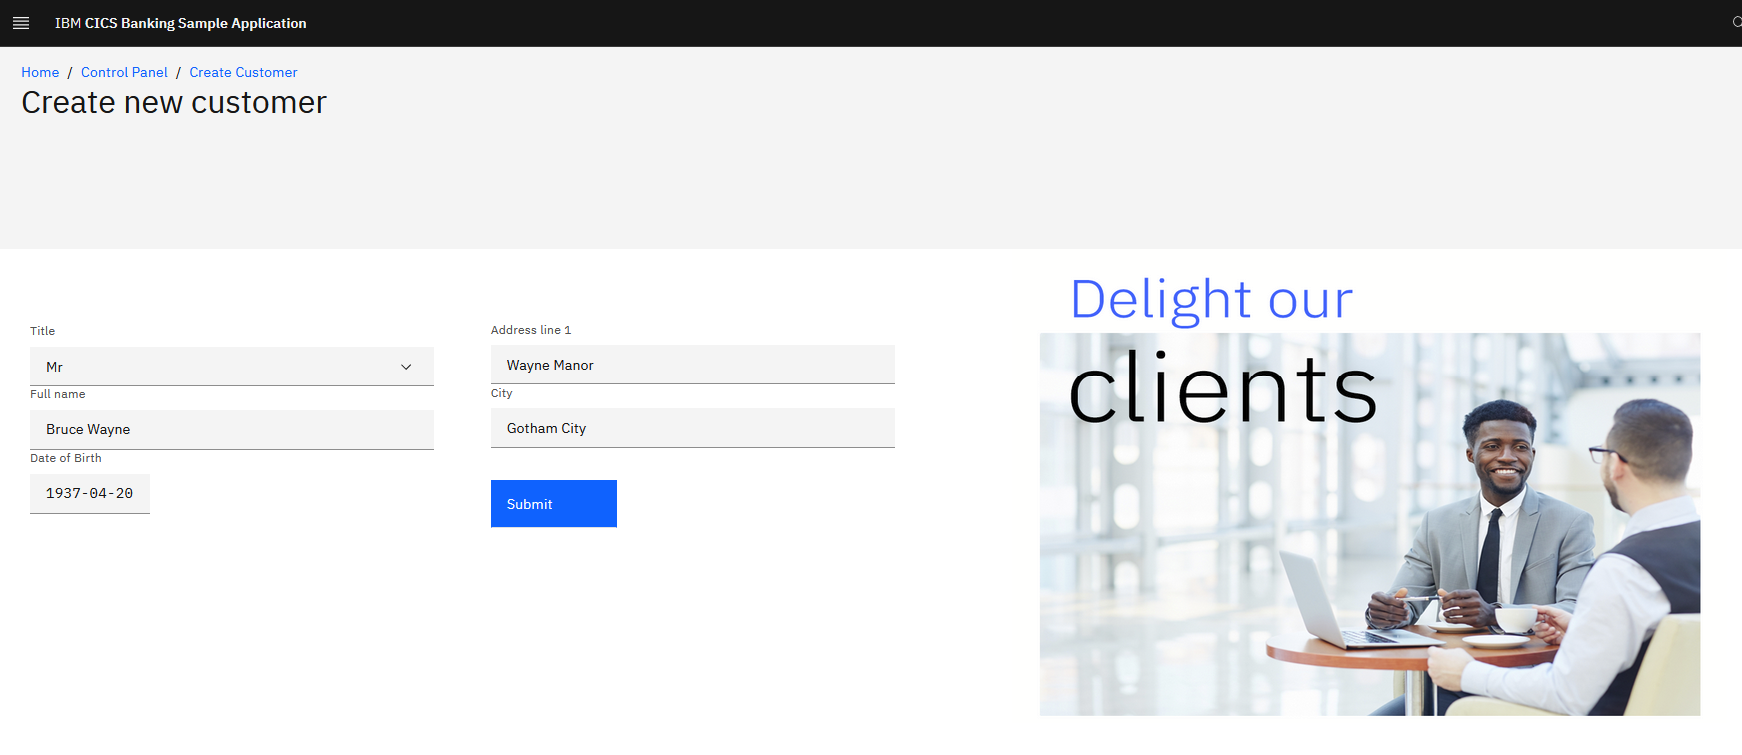 IBM CICS Banking Sample Application
Home / Control Panel / Create Customer
Create new customer
Title
Mr
Full name
Bruce Wayne
Date of Birth
1937-04-20
Address line 1
Wayne Manor
City
Gotham City
Submit
Delight our
clients